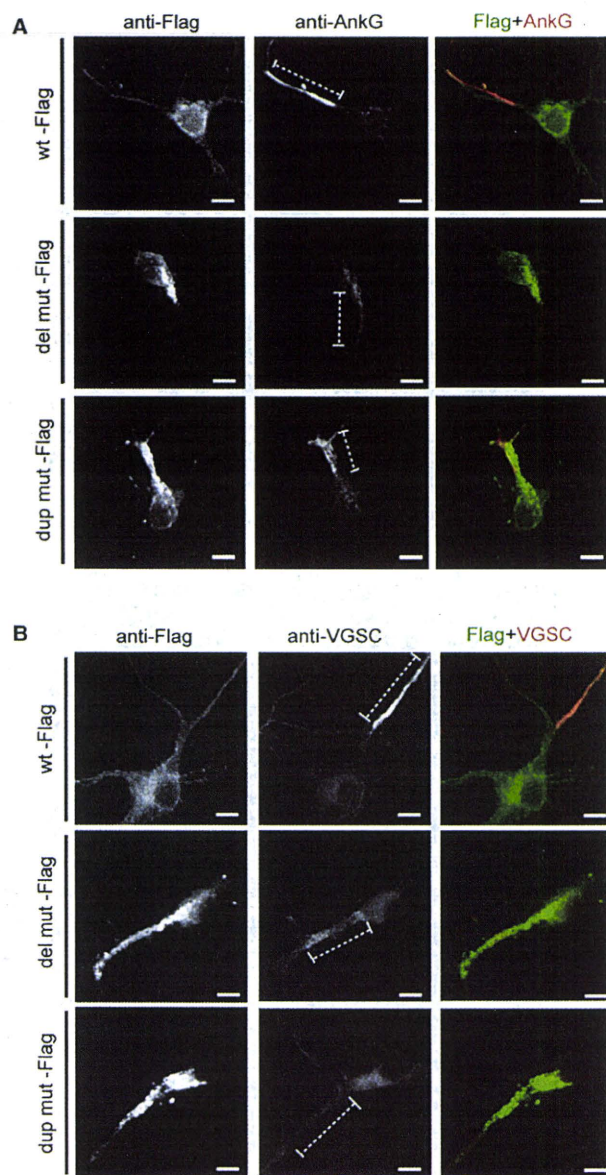 A
anti-Flag
anti-AnkG
Flag+AnkG
wt -Flag
del mut -Flag
dup mut -Flag
B
anti-Flag
anti-VGSC
Flag+VGSC
wt -Flag
del mut -Flag
dup mut -Flag